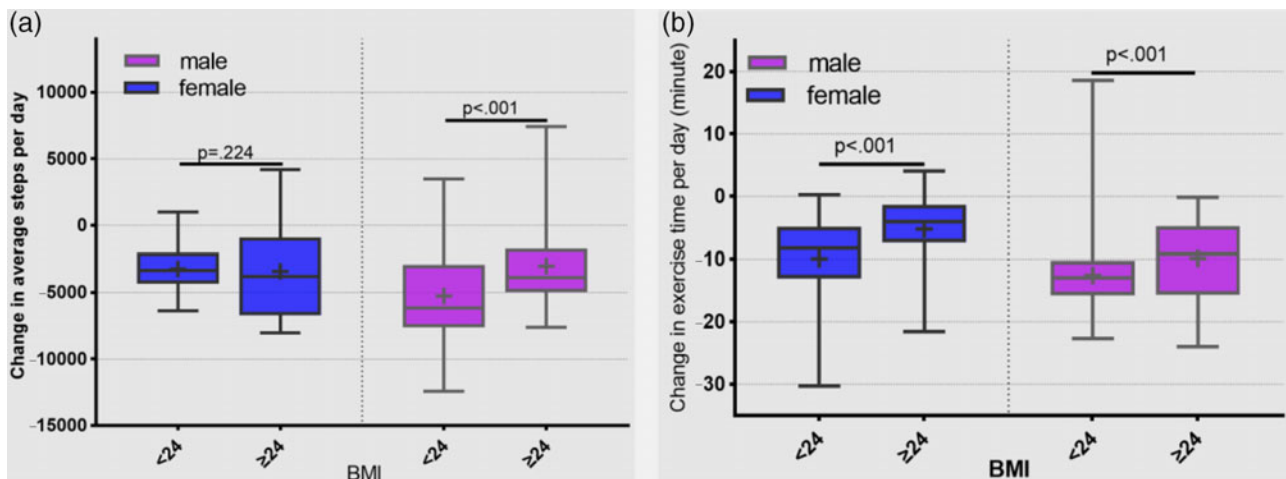 (a)
male
female
Change in average steps per day
10000
5000
0
−5000
−10000
−15000
p=.224
p<.001
<24
≥24
<24
≥24
BMI
(b)
male
female
Change in exercise time per day (minute)
20
10
0
−10
−20
−30
p<.001
p<.001
<24
≥24
<24
≥24
BMI